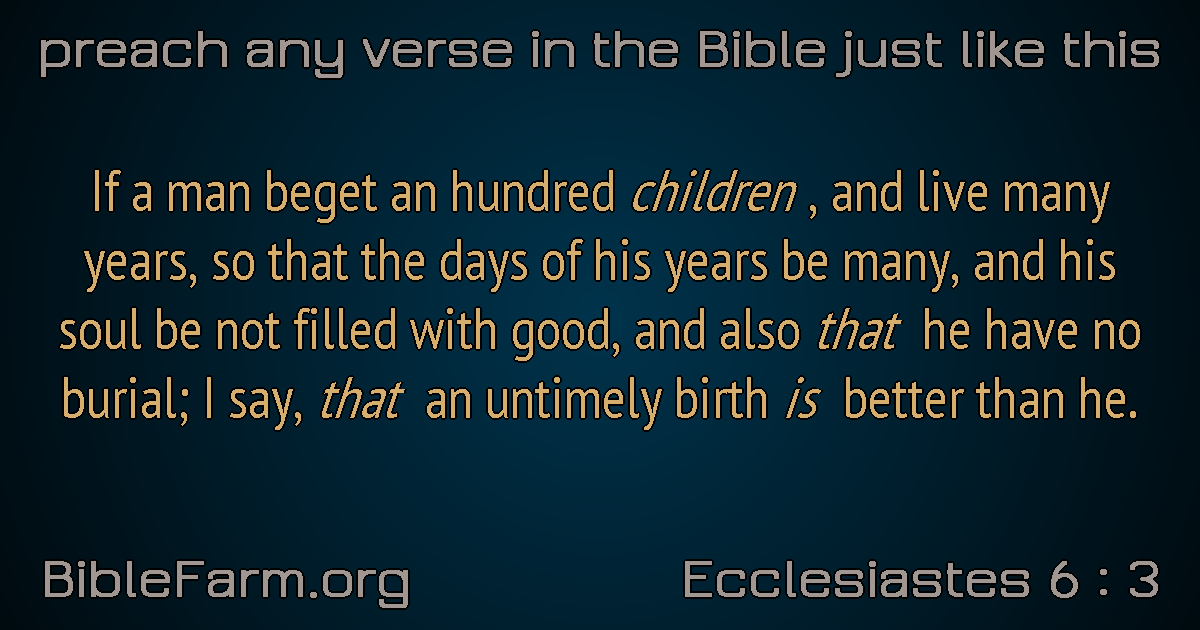 preach any verse in the Bible just like this
If a man beget an hundred children , and live many
years, so that the days of his years be many, and his
soul be not filled with good, and also that he have no
burial; I say, that an untimely birth is better than he.
BibleFarm.org
Ecclesiastes 6 : 3